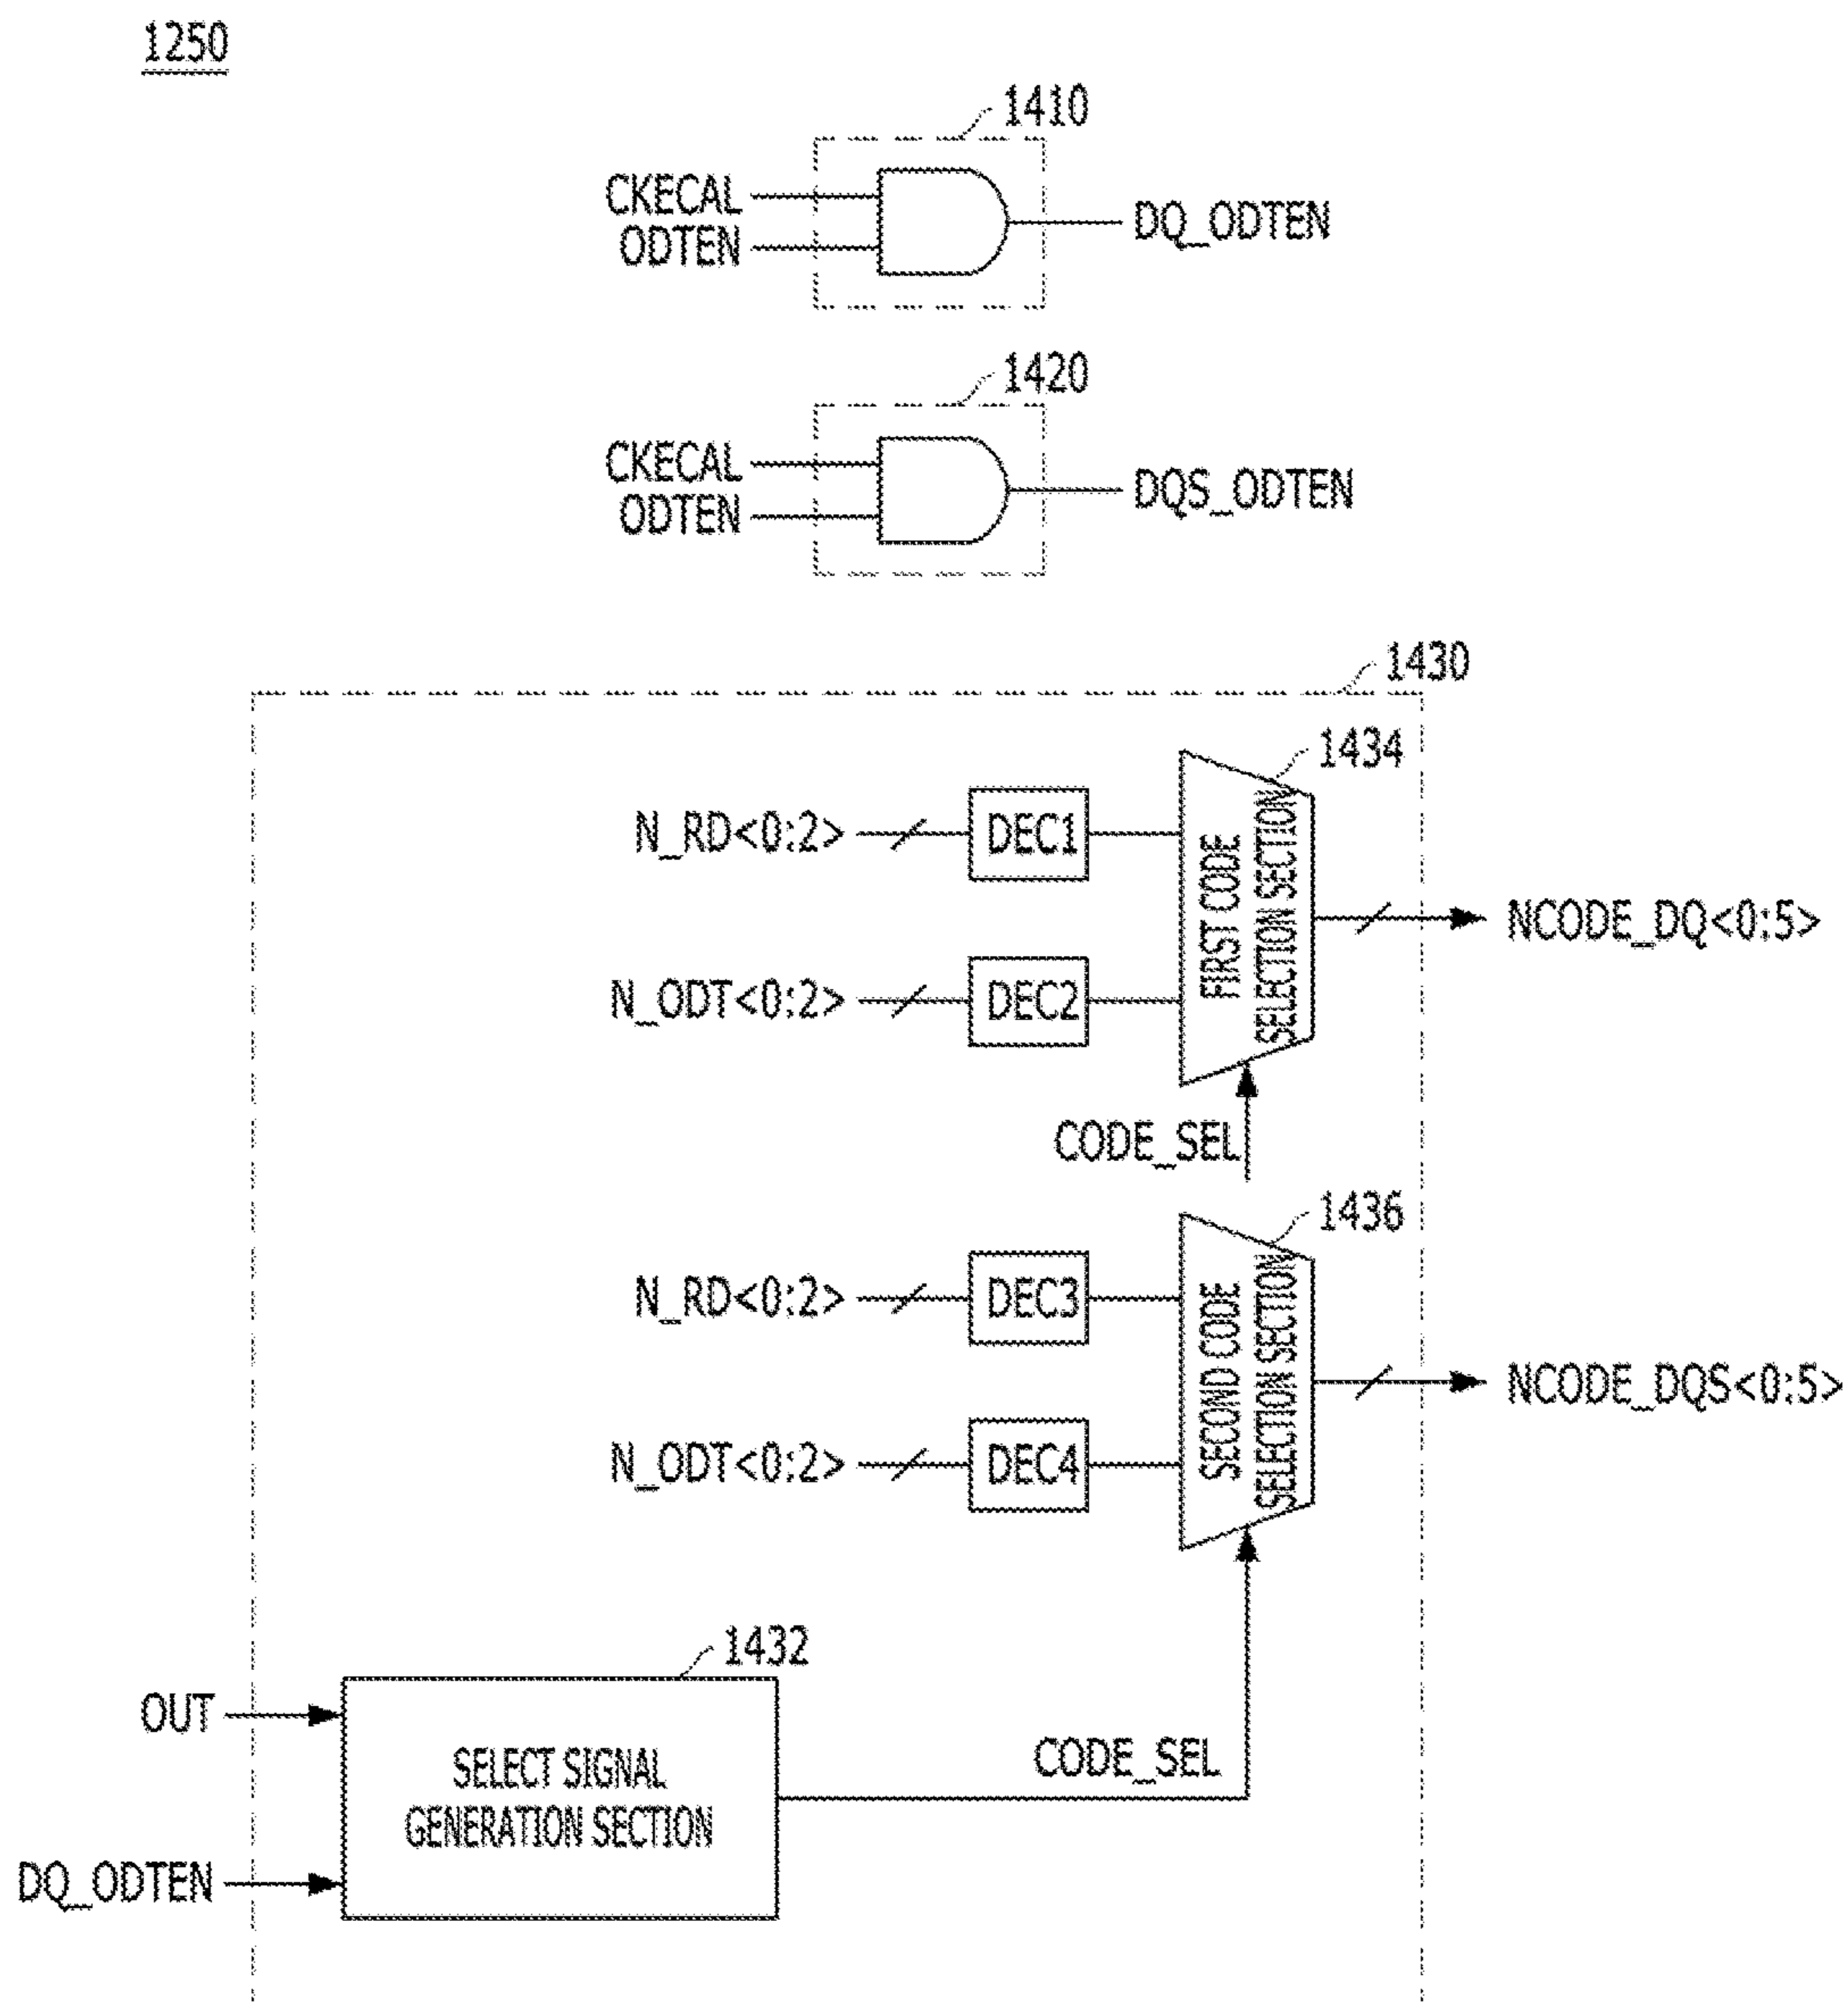 1250
1410
CKECAL
ODTEN
DQ_ODTEN
1420
CKECAL
ODTEN
DQS_ODTEN
1430
1434
N_RD<0:2>
DEC1
FIRST CODE
SELECTION SECTION
NCODE_DQ<0:5>
N_ODT<0:2>
DEC2
CODE_SEL
1436
N_RD<0:2>
DEC3
SECOND CODE
SELECTION SECTION
NCODE_DQS<0:5>
N_ODT<0:2>
DEC4
1432
OUT
SELECT SIGNAL
GENERATION SECTION
CODE_SEL
DQ_ODTEN